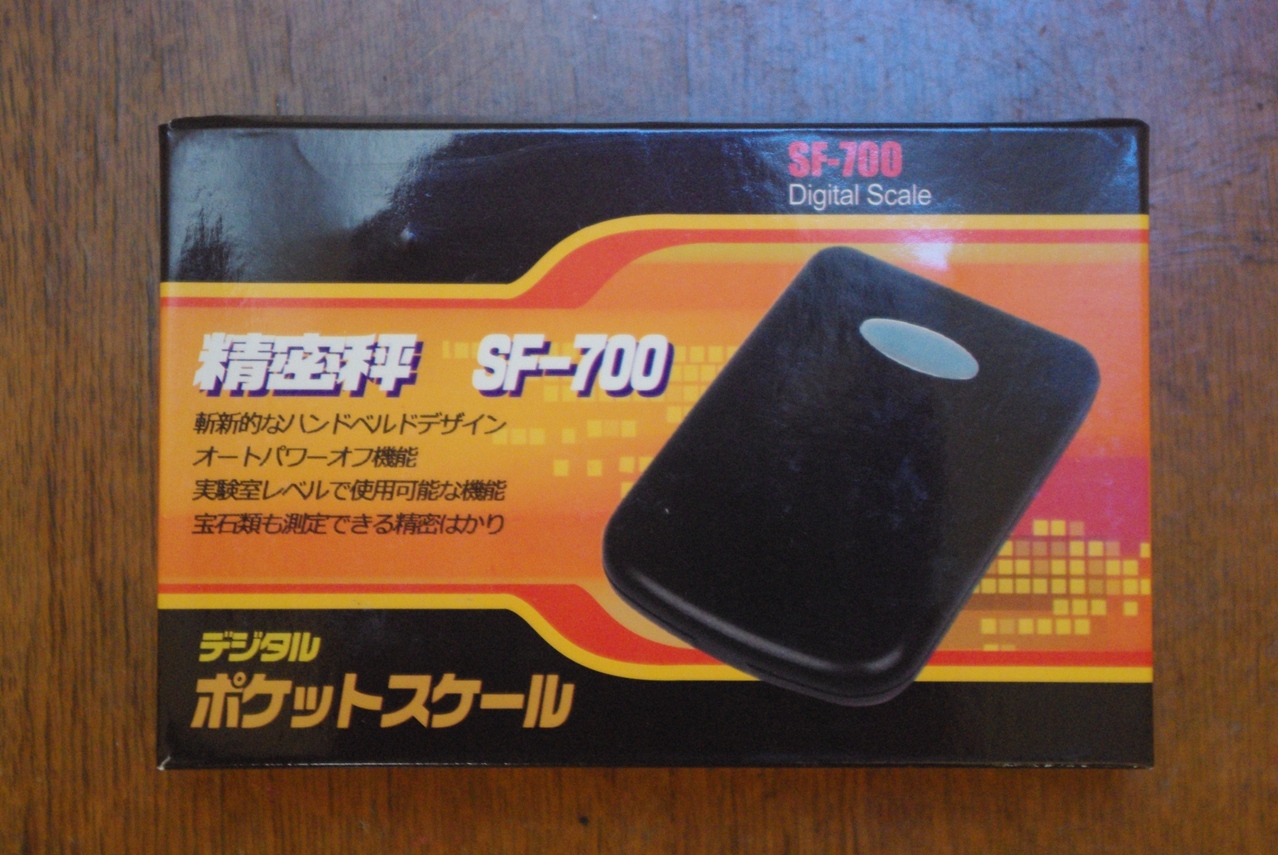 SF-700
Digital Scale
精密秤 SF-700
斬新的なハンドベルドデザイン
オートパワーオフ機能
実験室レベルで使用可能な機能
宝石類も測定できる精密はかり
デジタル
ポケットスケール